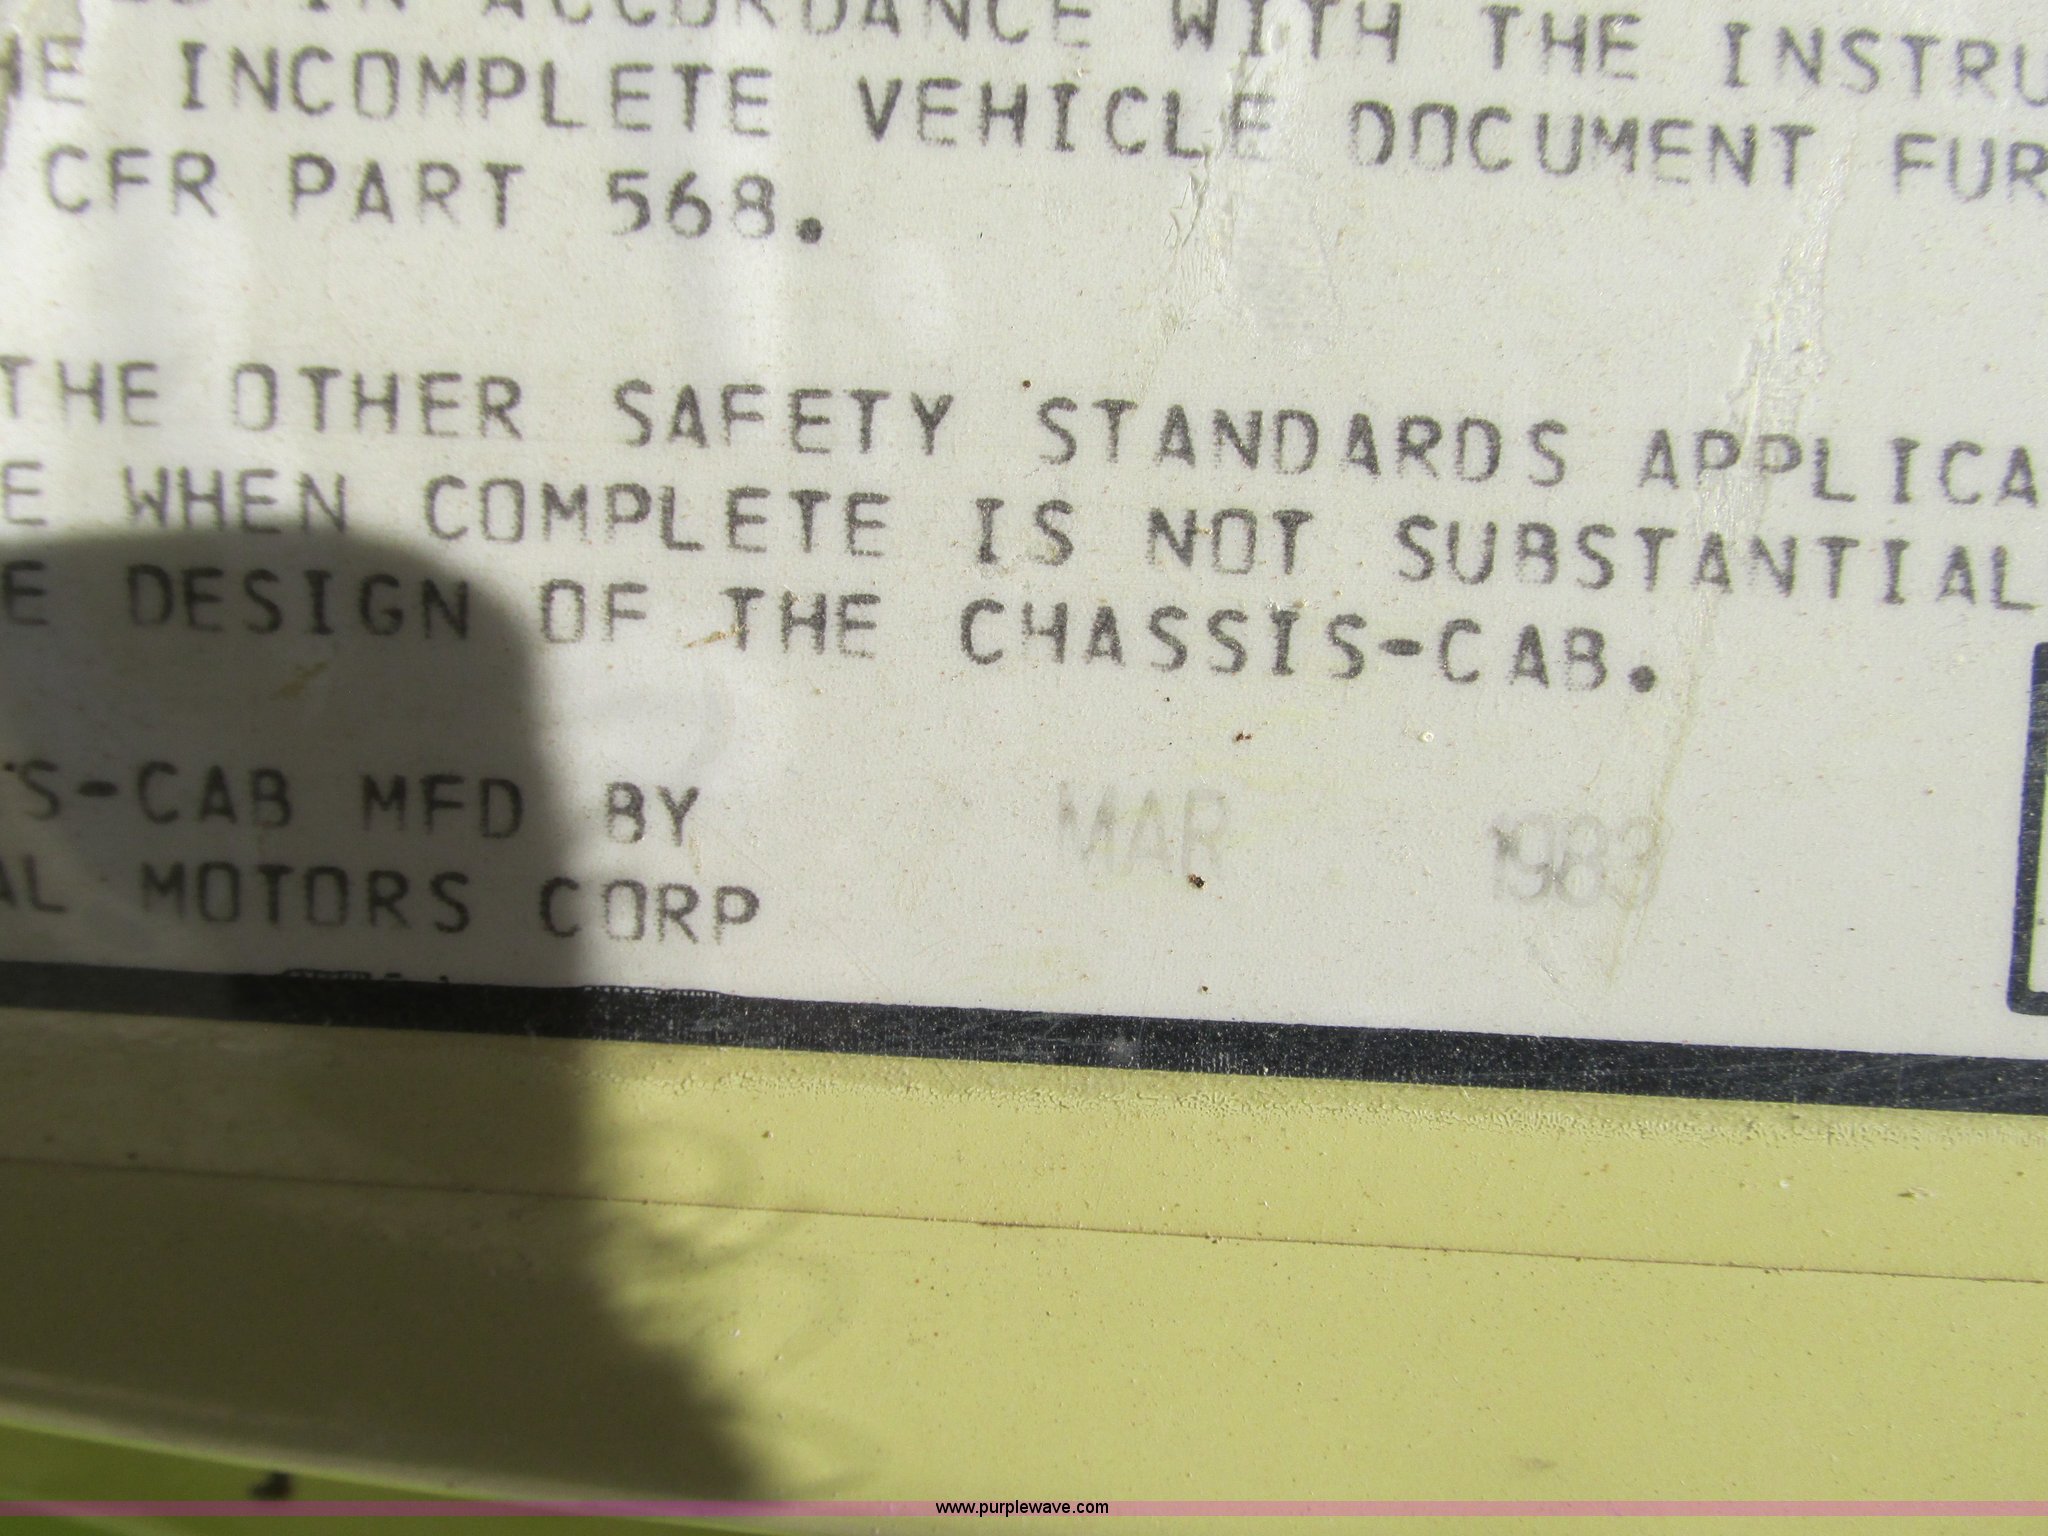 IN ACCORDANCE WITH THE INSTRU
HE INCOMPLETE VEHICLE DOCUMENT FUR
CFR PART 568.
THE OTHER SAFETY STANDARDS APPLICA
E WHEN COMPLETE IS NOT SUBSTANTIAL
E DESIGN OF THE CHASSIS-CAB.
S-CAB MFD BY MAR 1983
AL MOTORS CORP
www.purplewave.com